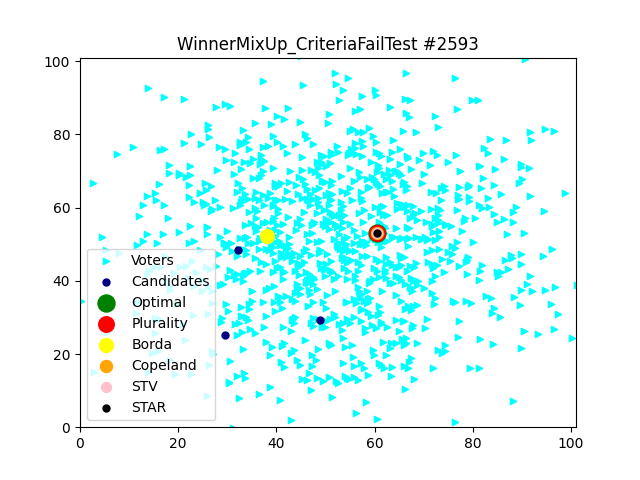 WinnerMixUp_CriteriaFailTest #2593
100
80
60
40
20
0
0
20
40
60
80
100
Voters
Candidates
Optimal
Plurality
Borda
Copeland
STV
STAR